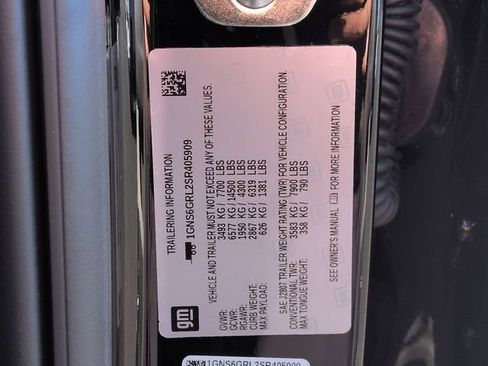 TRAILERING INFORMATION
1GNS6GRL2SR405909
VEHICLE AND TRAILER MUST NOT EXCEED ANY OF THESE VALUES.
GVWR: 3493 KG / 7700 LBS
GCWR: 6577 KG / 14500 LBS
RGAWR: 1950 KG / 4300 LBS
CURB WEIGHT: 2867 KG / 6319 LBS
MAX PAYLOAD: 626 KG / 1381 LBS
SAE J2807 TRAILER WEIGHT RATING (TWR) FOR VEHICLE CONFIGURATION.
CONVENTIONAL TWR: 3583 KG / 7900 LBS
MAX TONGUE WEIGHT: 358 KG / 790 LBS
SEE OWNER'S MANUAL FOR MORE INFORMATION
gm
1GNS6GRL2SR405909